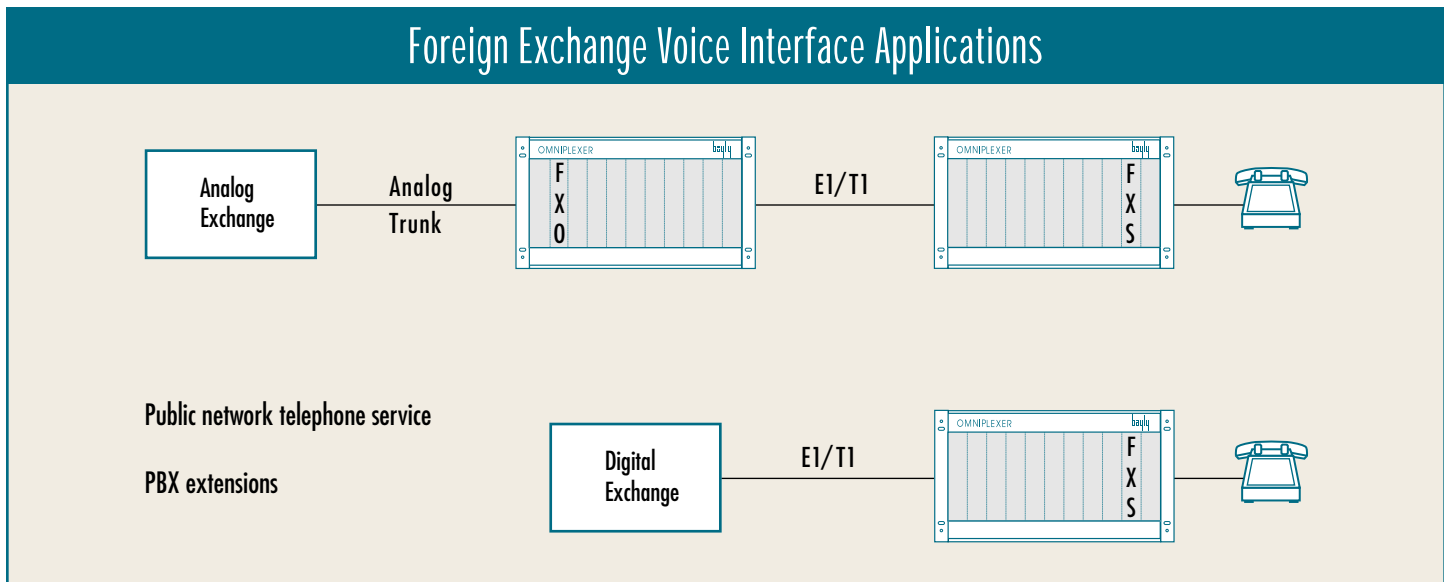 Foreign Exchange Voice Interface Applications
Analog
Exchange
Analog
Trunk
OMNIPLEXER bayly
F
X
O
E1/T1
OMNIPLEXER bayly
F
X
S
Public network telephone service
PBX extensions
Digital
Exchange
E1/T1
OMNIPLEXER bayly
F
X
S